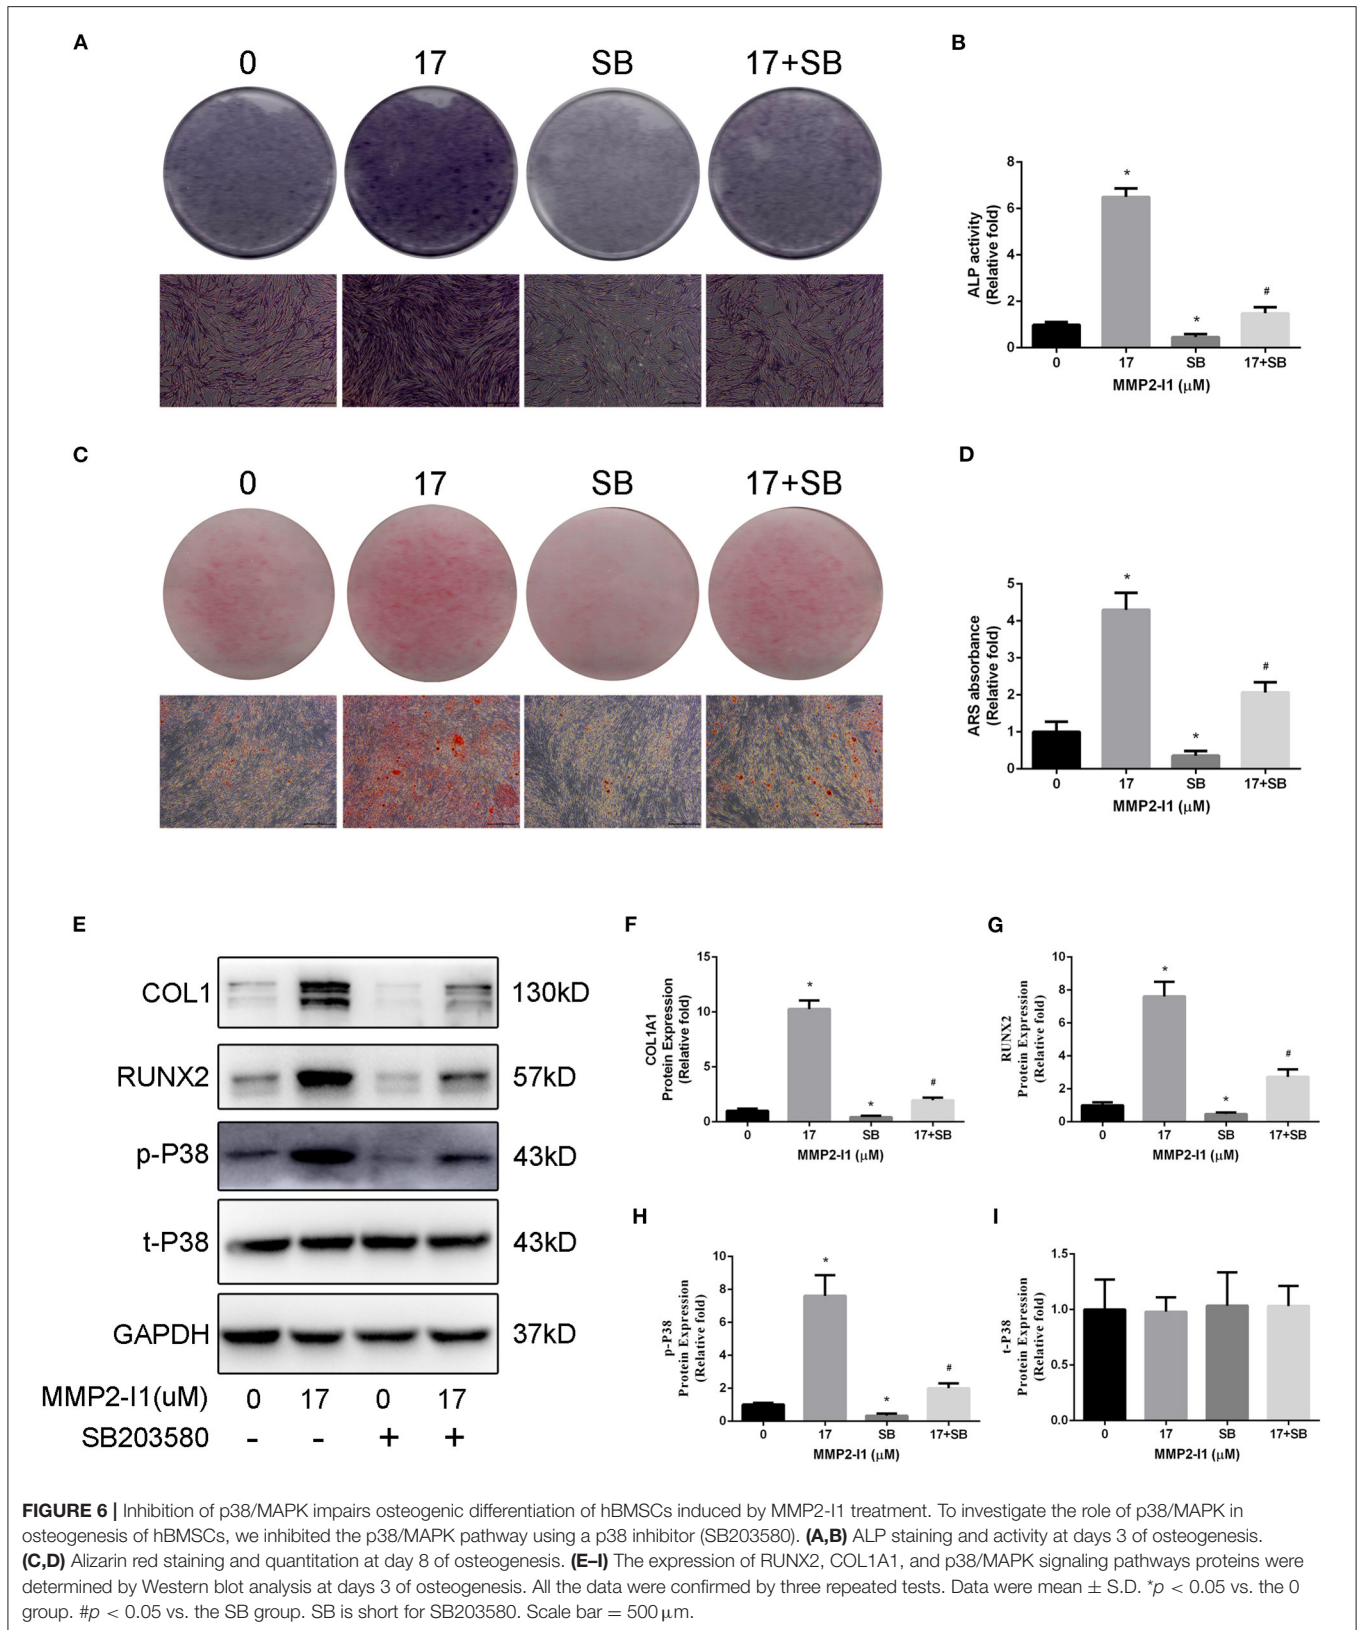 A
0 17 SB 17+SB
B
8
6
4
2
0
ALP activity
(Relative fold)
*
*
#
0 17 SB 17+SB
MMP2-I1 (μM)
C
0 17 SB 17+SB
D
5
4
3
2
1
0
ARS absorbance
(Relative fold)
*
*
#
0 17 SB 17+SB
MMP2-I1 (μM)
E
COL1 130kD
RUNX2 57kD
p-P38 43kD
t-P38 43kD
GAPDH 37kD
MMP2-I1(uM) 0 17 0 17
SB203580 - - + +
F
15
10
5
0
COL1A1
Protein Expression
(Relative fold)
*
*
#
0 17 SB 17+SB
MMP2-I1 (μM)
G
10
8
6
4
2
0
RUNX2
Protein Expression
(Relative fold)
*
*
#
0 17 SB 17+SB
MMP2-I1 (μM)
H
10
8
6
4
2
0
p-P38
Protein Expression
(Relative fold)
*
*
#
0 17 SB 17+SB
MMP2-I1 (μM)
I
1.5
1.0
0.5
0.0
t-P38
Protein Expression
(Relative fold)
0 17 SB 17+SB
MMP2-I1 (μM)
FIGURE 6 | Inhibition of p38/MAPK impairs osteogenic differentiation of hBMSCs induced by MMP2-I1 treatment. To investigate the role of p38/MAPK in
osteogenesis of hBMSCs, we inhibited the p38/MAPK pathway using a p38 inhibitor (SB203580). (A,B) ALP staining and activity at days 3 of osteogenesis.
(C,D) Alizarin red staining and quantitation at day 8 of osteogenesis. (E–I) The expression of RUNX2, COL1A1, and p38/MAPK signaling pathways proteins were
determined by Western blot analysis at days 3 of osteogenesis. All the data were confirmed by three repeated tests. Data were mean ± S.D. *p < 0.05 vs. the 0
group. #p < 0.05 vs. the SB group. SB is short for SB203580. Scale bar = 500 μm.